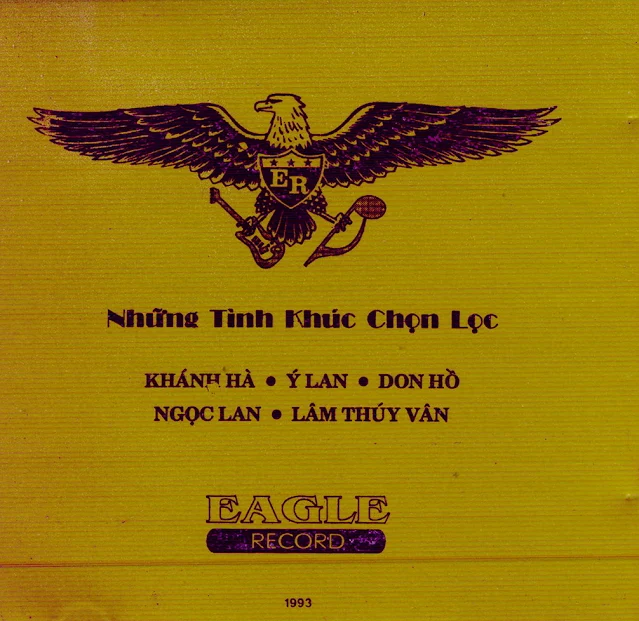 ER
Những Tình Khúc Chọn Lọc
KHÁNH HÀ • Ý LAN • DON HỒ
NGỌC LAN • LÂM THÚY VÂN
EAGLE
RECORD
1993